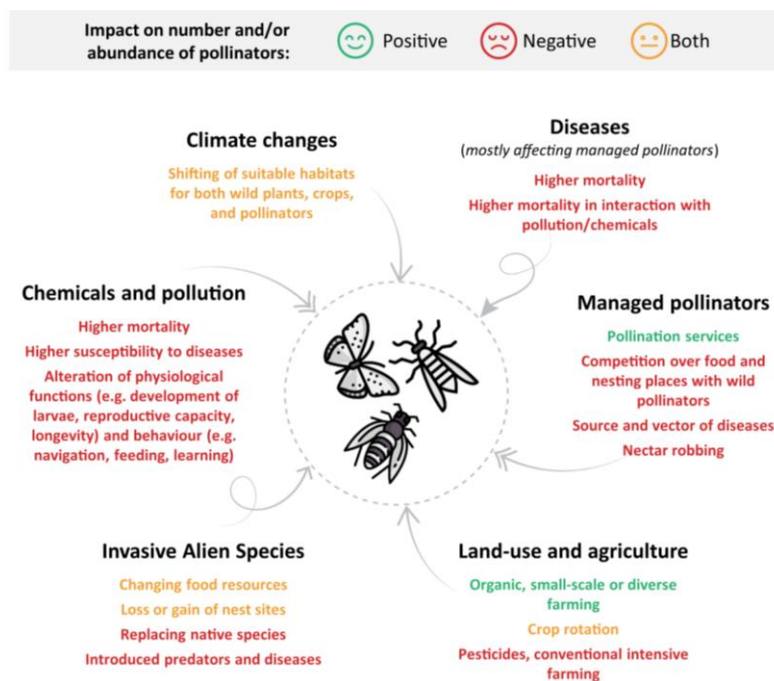 Impact on number and/or
abundance of pollinators:
Positive
Negative
Both
Climate changes
Shifting of suitable habitats
for both wild plants, crops,
and pollinators
Diseases
(mostly affecting managed pollinators)
Higher mortality
Higher mortality in interaction with
pollution/chemicals
Chemicals and pollution
Higher mortality
Higher susceptibility to diseases
Alteration of physiological
functions (e.g. development of
larvae, reproductive capacity,
longevity) and behaviour (e.g.
navigation, feeding, learning)
Managed pollinators
Pollination services
Competition over food and
nesting places with wild
pollinators
Source and vector of diseases
Nectar robbing
Invasive Alien Species
Changing food resources
Loss or gain of nest sites
Replacing native species
Introduced predators and diseases
Land-use and agriculture
Organic, small-scale or diverse
farming
Crop rotation
Pesticides, conventional intensive
farming